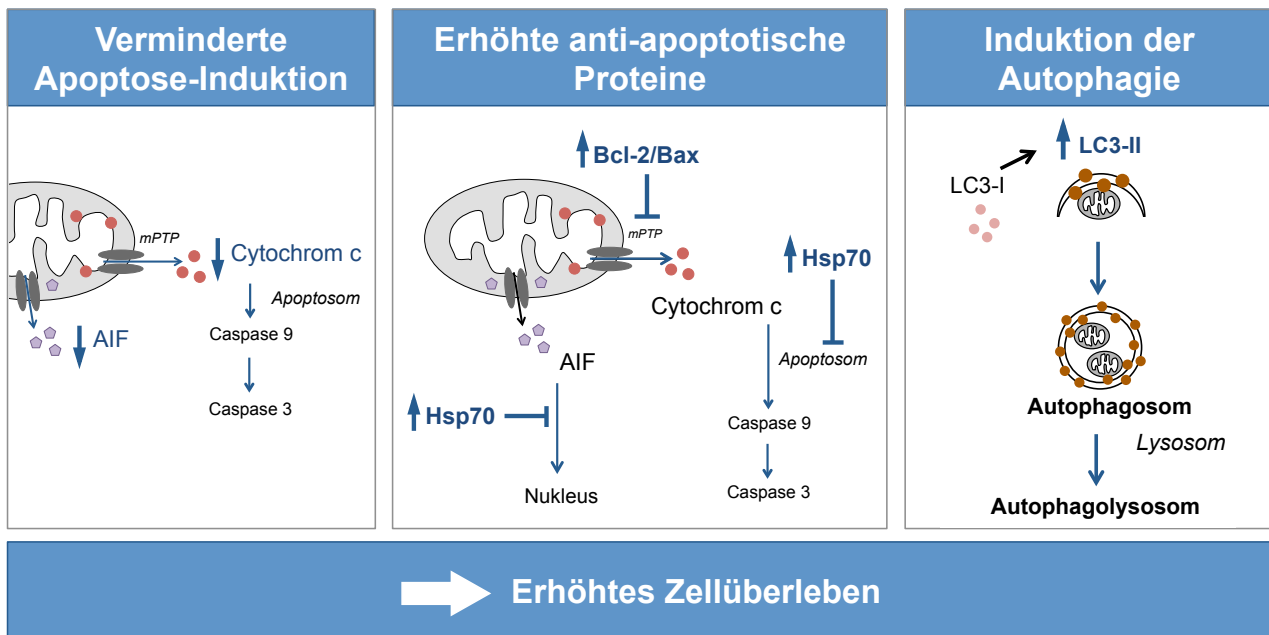 Verminderte
Apoptose-Induktion
mPTP
Cytochrom c
Apoptosom
AIF
Caspase 9
Caspase 3
Erhöhte anti-apoptotische
Proteine
Bcl-2/Bax
mPTP
Hsp70
Cytochrom c
Apoptosom
AIF
Hsp70
Caspase 9
Nukleus
Caspase 3
Induktion der
Autophagie
LC3-II
LC3-I
Autophagosom
Lysosom
Autophagolysosom
Erhöhtes Zellüberleben